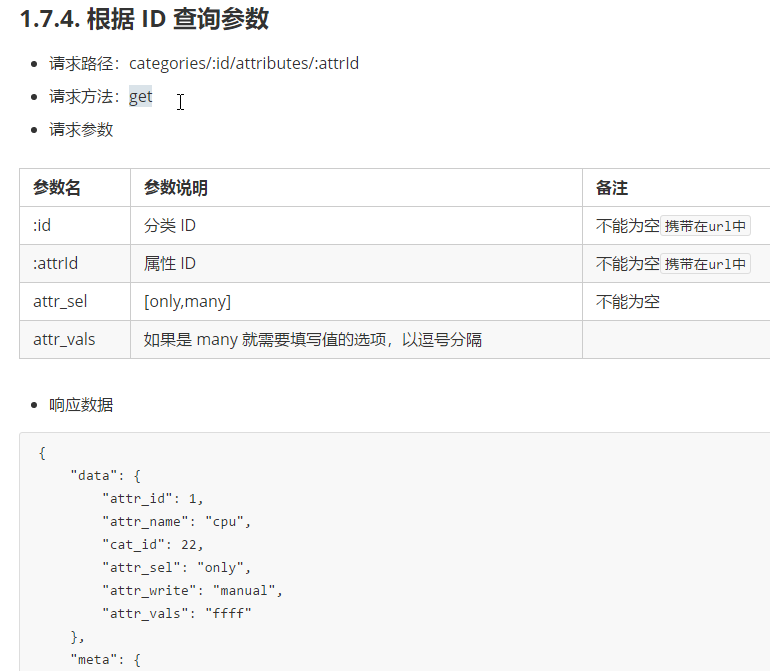 1.7.4. 根据 ID 查询参数
请求路径：categories/:id/attributes/:attrId
请求方法：get
请求参数
参数名 参数说明 备注
:id 分类 ID 不能为空携带在url中
:attrId 属性 ID 不能为空携带在url中
attr_sel [only,many] 不能为空
attr_vals 如果是 many 就需要填写值的选项，以逗号分隔
响应数据
{
"data": {
"attr_id": 1,
"attr_name": "cpu",
"cat_id": 22,
"attr_sel": "only",
"attr_write": "manual",
"attr_vals": "ffff"
},
"meta": {